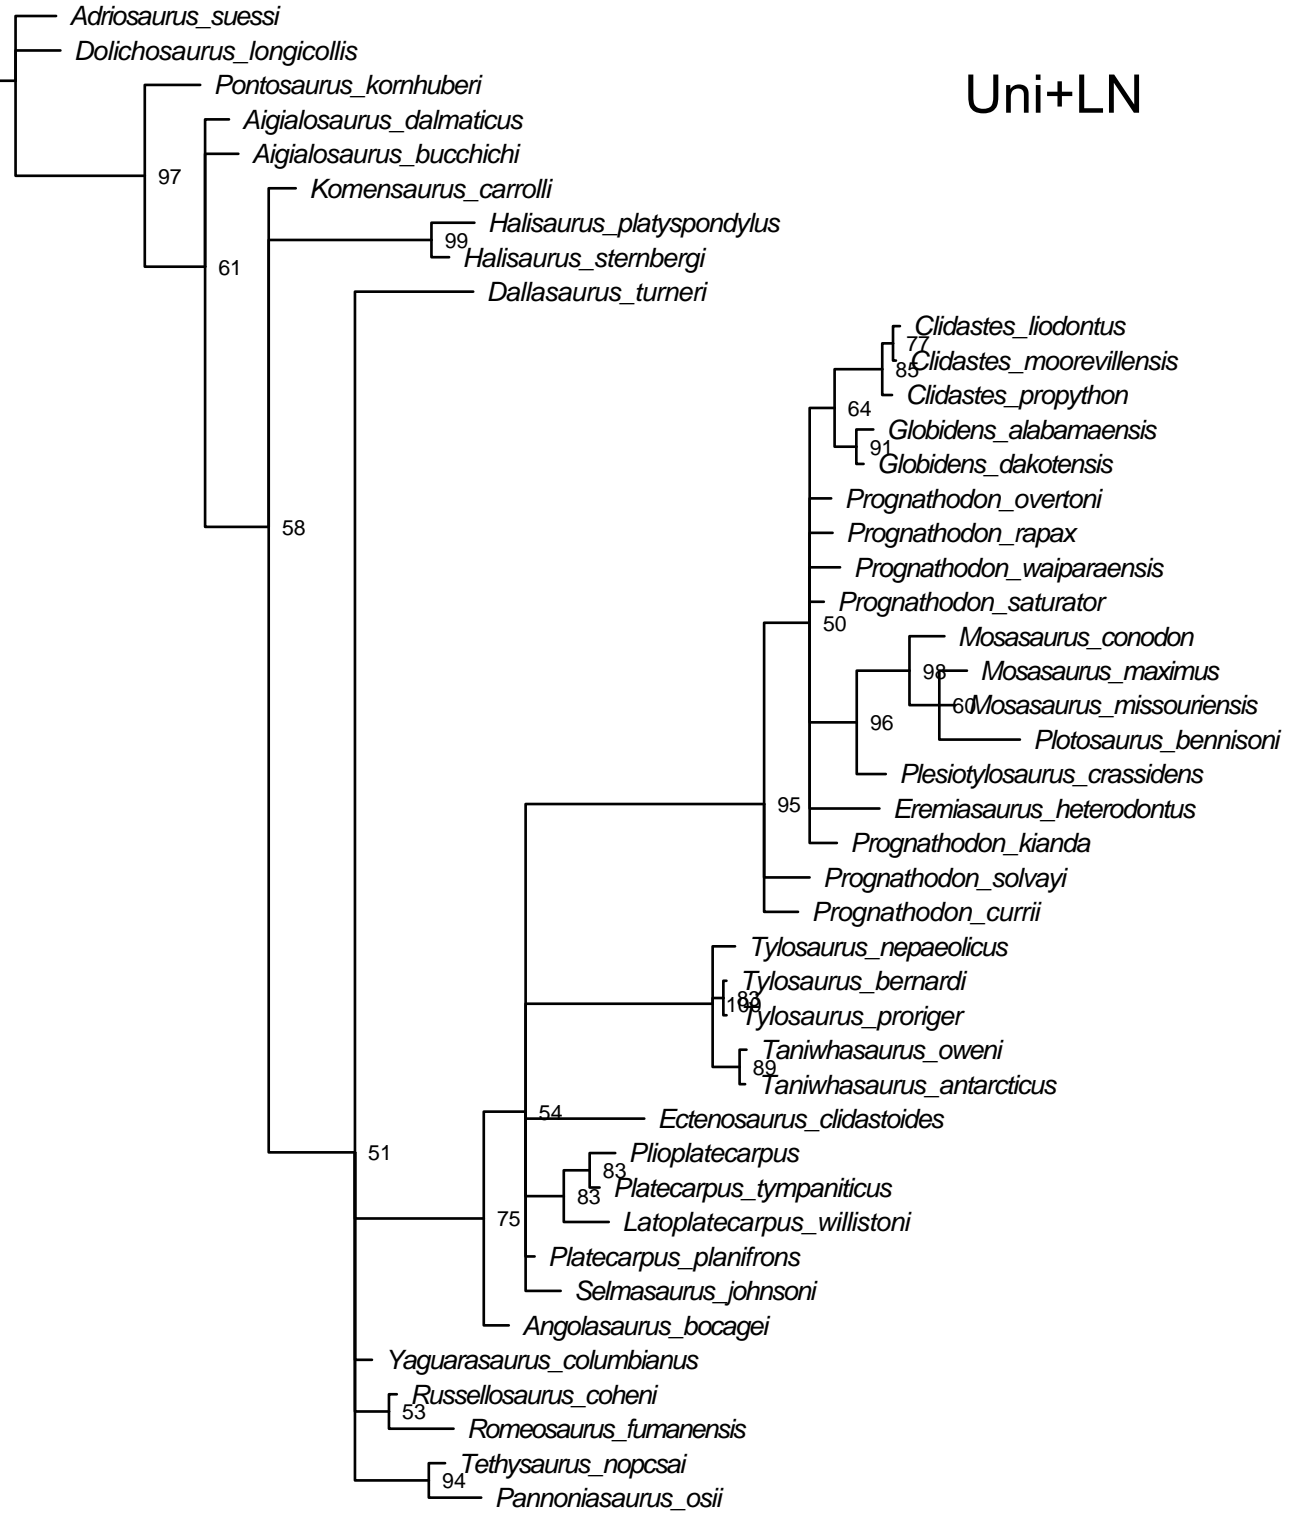 Adriosaurus_suessi
Dolichosaurus_longicollis
Pontosaurus_kornhuberi
Uni+LN
Aigialosaurus_dalmaticus
Aigialosaurus_bucchichi
97
Komensaurus_carrolli
Halisaurus_platyspondylus
99
Halisaurus_sternbergi
61
Dallasaurus_turneri
Clidastes_liodontus
77
Clidastes_moorevillensis
85
Clidastes_propython
64
Globidens_alabamaensis
91
Globidens_dakotensis
Prognathodon_overtoni
58
Prognathodon_rapax
Prognathodon_waiparaensis
Prognathodon_saturator
50
Mosasaurus_conodon
98
Mosasaurus_maximus
60
Mosasaurus_missouriensis
96
Plotosaurus_bennisoni
Plesiotylosaurus_crassidens
95
Eremiasaurus_heterodontus
Prognathodon_kianda
Prognathodon_solvayi
Prognathodon_currii
Tylosaurus_nepaeolicus
Tylosaurus_bernardi
83
100
Tylosaurus_proriger
Taniwhasaurus_oweni
89
Taniwhasaurus_antarcticus
54
Ectenosaurus_clidastoides
51
Plioplatecarpus
83
Platecarpus_tympaniticus
83
Latoplatecarpus_willistoni
75
Platecarpus_planifrons
Selmasaurus_johnsoni
Angolasaurus_bocagei
Yaguarasaurus_columbianus
Russellosaurus_coheni
53
Romeosaurus_fumanensis
Tethysaurus_nopcsai
94
Pannoniasaurus_osii